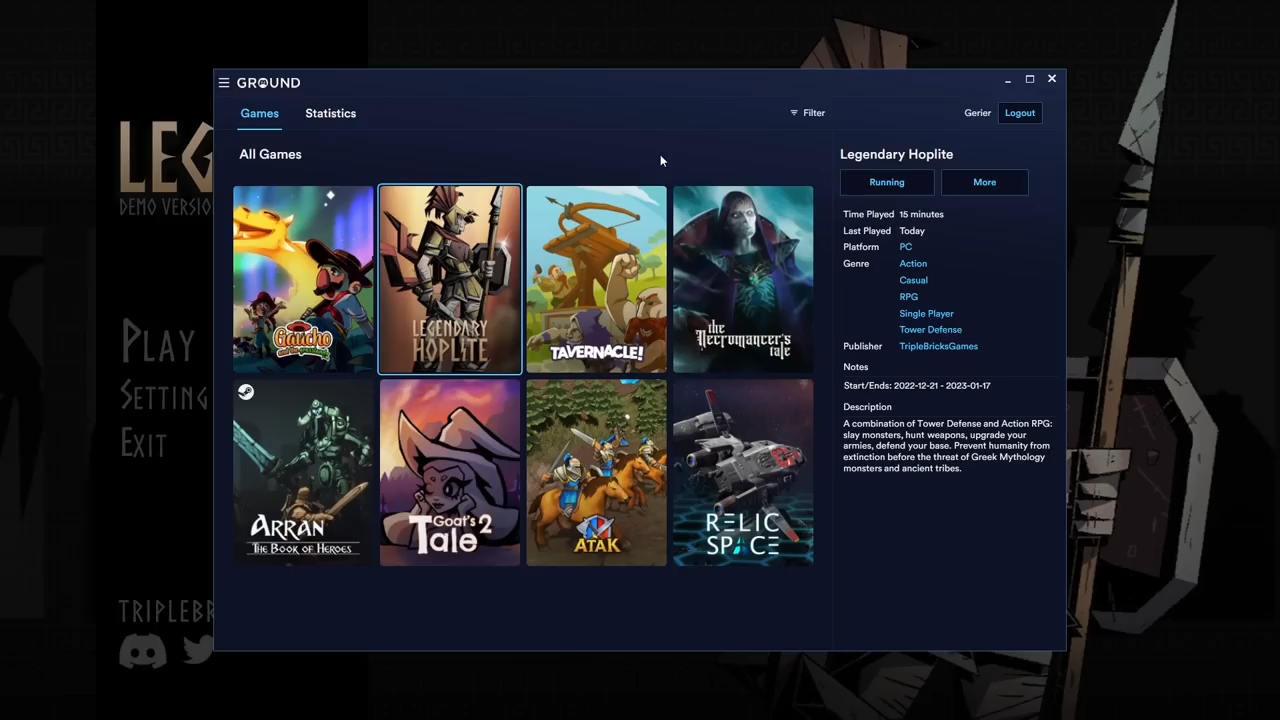 GROUND
Games
Statistics
Filter
Gerier
Logout
All Games
Legendary Hoplite
Running
More
Time Played 15 minutes
Last Played Today
Platform PC
Genre Action
Casual
RPG
Single Player
Tower Defense
Publisher TripleBricksGames
Notes
Start/Ends: 2022-12-21 - 2023-01-17
Description
A combination of Tower Defense and Action RPG:
slay monsters, hunt weapons, upgrade your
armies, defend your base. Prevent humanity from
extinction before the threat of Greek Mythology
monsters and ancient tribes.
Gaucho
LEGENDARY
HOPLITE
TAVERNACLE!
the
Necromancer's
tale
ARRAN
THE BOOK OF HEROES
Goat's 2
Tale
ATAK
RELIC
SPACE
LEG
DEMO VERSIO
PLAY
SETTING
EXIT
TRIPLEBR